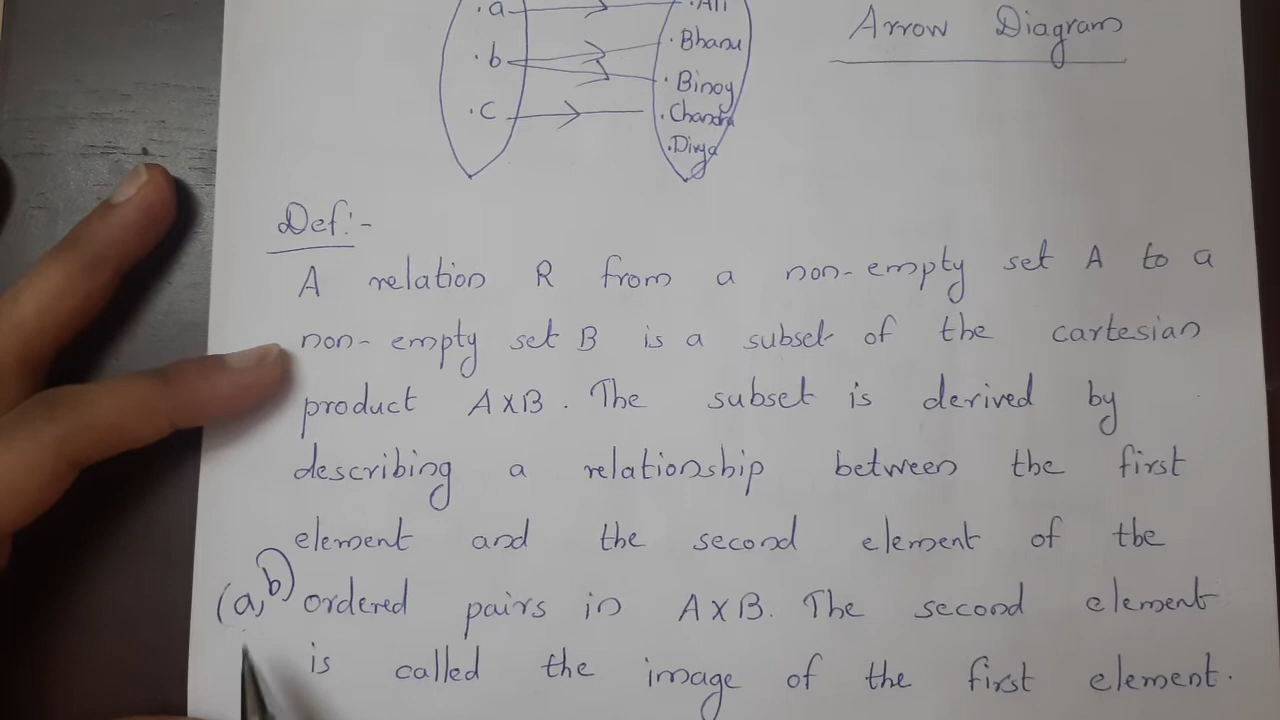 .a .Ali
Arrow Diagram
.b .Bhanu
.Binoy
.c .Chandra
.Divya
Def:-
A relation R from a non-empty set A to a
non-empty set B is a subset of the cartesian
product A×B. The subset is derived by
describing a relationship between the first
element and the second element of the
(a,b) ordered pairs in A×B. The second element
is called the image of the first element.